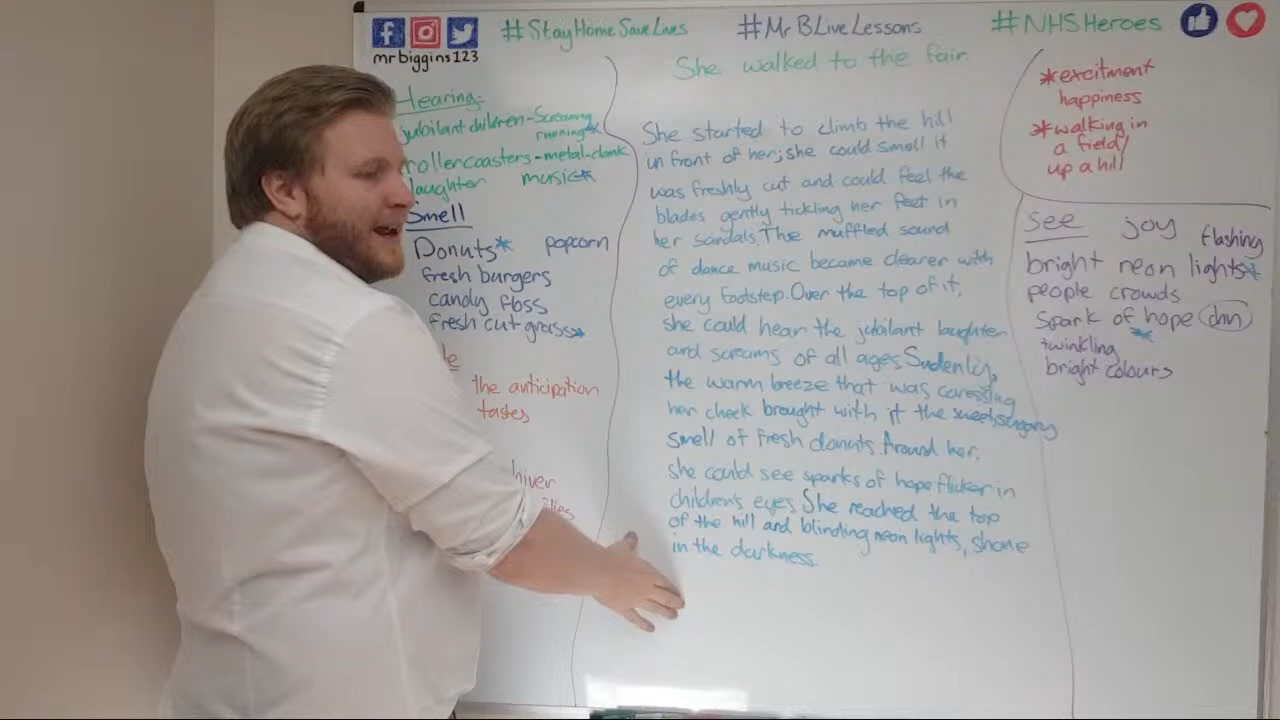 #StayHomeSaveLives
#MrBLiveLessons
#NHSHeroes
mrbiggins123
She walked to the fair.
Hearing:
jubilant children-Screaming
running*
rollercoasters-metal-clank
laughter music*
Smell
Donuts* popcorn
fresh burgers
candy floss
fresh cut grass*
the anticipation
tastes
She started to climb the hill
in front of her; she could smell it
was freshly cut and could feel the
blades gently tickling her feet in
her sandals. The muffled sound
of dance music became clearer with
every footstep. Over the top of it,
she could hear the jubilant laughter
and screams of all ages. Sudenly,
the warm breeze that was caressing
her cheek brought with it the sweet, sugary
smell of fresh donuts. Around her,
she could see sparks of hope flicker in
children's eyes. She reached the top
of the hill and blinding neon lights, shone
in the darkness.
*excitment
happiness
*walking in
a field/
up a hill
see joy
flashing
bright neon lights*
people crowds
spark of hope chn
*
twinkling
bright colours